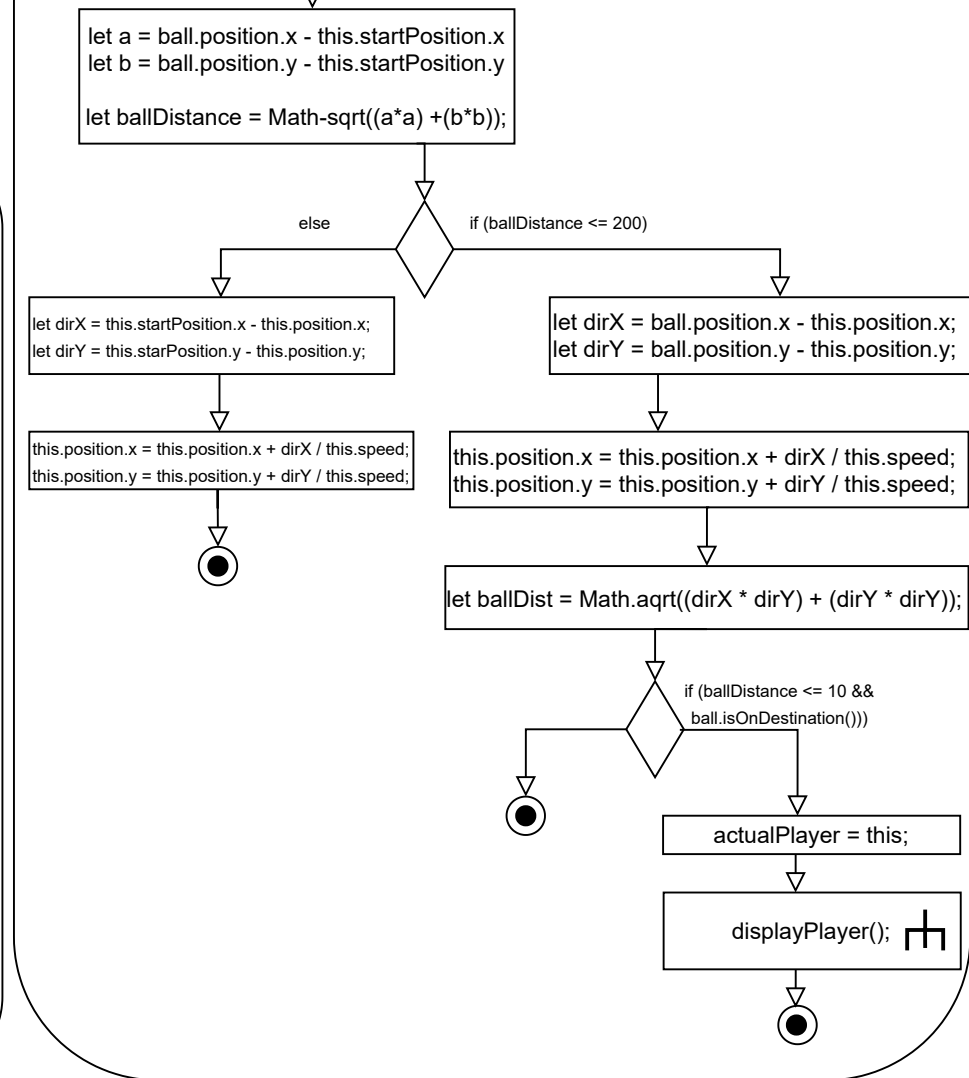 let a = ball.position.x - this.startPosition.x
let b = ball.position.y - this.startPosition.y
let ballDistance = Math-sqrt((a*a) +(b*b));
else
if (ballDistance <= 200)
let dirX = this.startPosition.x - this.position.x;
let dirY = this.starPosition.y - this.position.y;
let dirX = ball.position.x - this.position.x;
let dirY = ball.position.y - this.position.y;
this.position.x = this.position.x + dirX / this.speed;
this.position.y = this.position.y + dirY / this.speed;
this.position.x = this.position.x + dirX / this.speed;
this.position.y = this.position.y + dirY / this.speed;
let ballDist = Math.aqrt((dirX * dirY) + (dirY * dirY));
if (ballDistance <= 10 &&
ball.isOnDestination()))
actualPlayer = this;
displayPlayer();